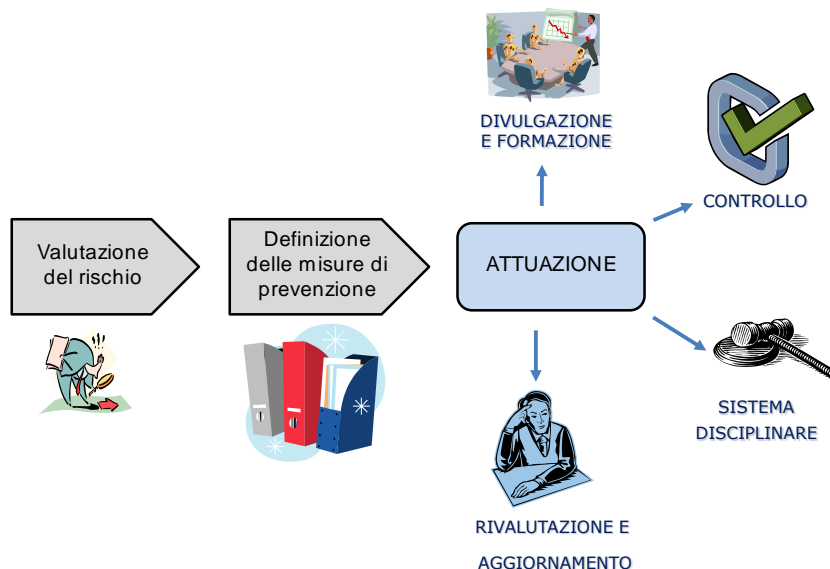 DIVULGAZIONE
E FORMAZIONE
CONTROLLO
Valutazione
del rischio
Definizione
delle misure di
prevenzione
ATTUAZIONE
SISTEMA
DISCIPLINARE
RIVALUTAZIONE E
AGGIORNAMENTO